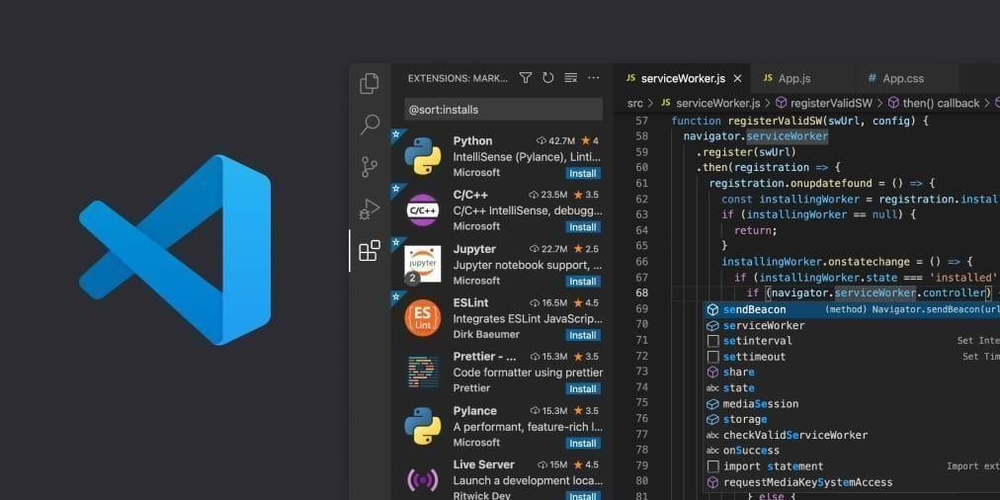 EXTENSIONS: MARK...
@sort:installs
Python 42.7M ★ 4
IntelliSense (Pylance), Linti...
Microsoft Install
C/C++ 23.5M ★ 3.5
C/C++
C/C++ IntelliSense, debugg...
Microsoft Install
Jupyter 22.7M ★ 2.5
jupyter
2
Jupyter notebook support, ...
Microsoft Install
ESLint 16.5M ★ 4.5
ES
Lint
Integrates ESLint JavaScrip...
Dirk Baeumer Install
Prettier - ... 15.3M ★ 3.5
Code formatter using prettier
Prettier Install
Pylance 15.3M ★ 3.5
A performant, feature-rich l...
Microsoft Install
Live Server 15M ★ 4.5
Launch a development loca...
Ritwick Dev Install
JS serviceWorker.js × JS App.js # App.css
src > JS serviceWorker.js > registerValidSW > then() callback >
57 function registerValidSW(swUrl, config) {
58 navigator.serviceWorker
59 .register(swUrl)
60 .then(registration => {
61 registration.onupdatefound = () => {
62 const installingWorker = registration.instal
63 if (installingWorker == null) {
64 return;
65 }
66 installingWorker.onstatechange = () => {
67 if (installingWorker.state === 'installed'
68 if (navigator.serviceWorker.controller) {
69 sendBeacon (method) Navigator.sendBeacon(url
70 serviceWorker
71 setinterval Set Inte
72 settimeout Set Tim
73 share
74 abc state
75 mediaSession
76 storage
77 abc checkValidServiceWorker
78 abc onSuccess
79 import statement Import ext
80 requestMediaKeySystemAccess
81 } else {